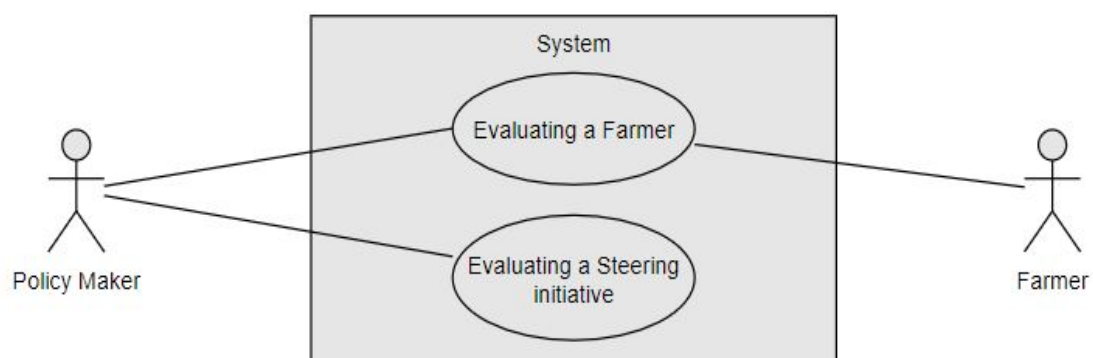 System
Evaluating a Farmer
Evaluating a Steering
initiative
Policy Maker
Farmer